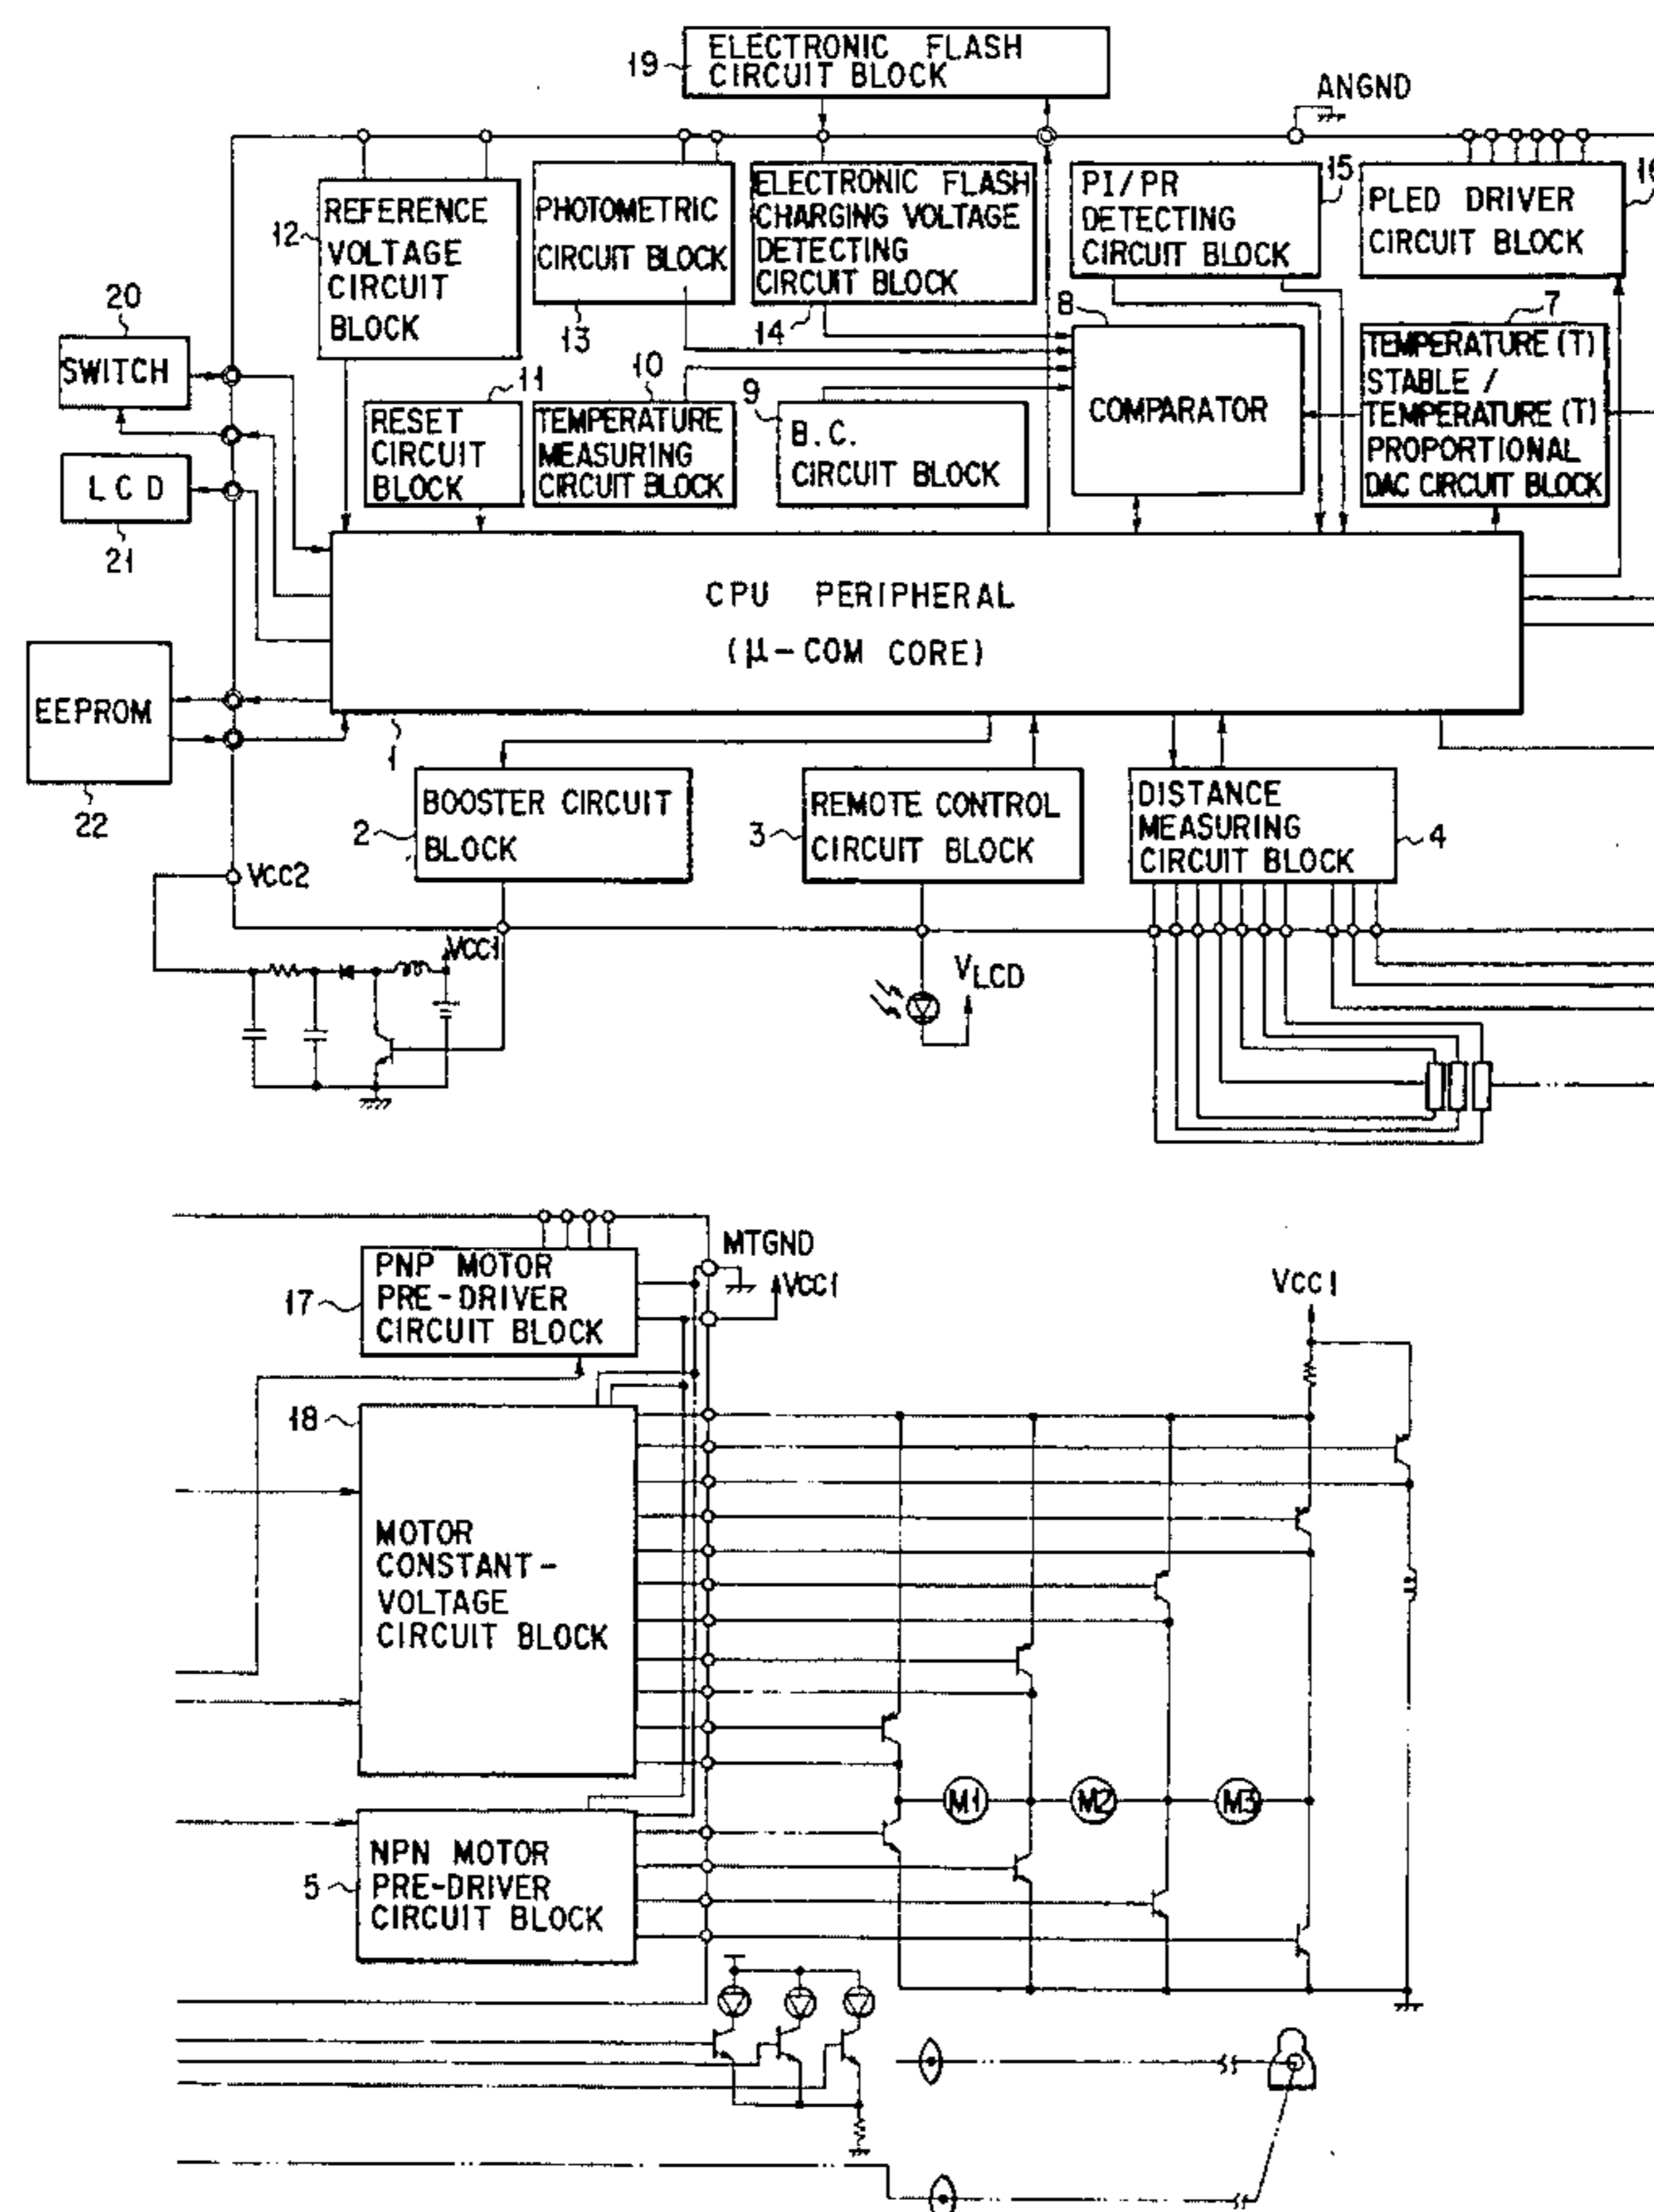 ELECTRONIC FLASH
CIRCUIT BLOCK
19
ANGND
REFERENCE
VOLTAGE
CIRCUIT
BLOCK
12
PHOTOMETRIC
CIRCUIT BLOCK
13
ELECTRONIC FLASH
CHARGING VOLTAGE
DETECTING
CIRCUIT BLOCK
14
PI/PR
DETECTING
CIRCUIT BLOCK
15
PLED DRIVER
CIRCUIT BLOCK
20
SWITCH
LCD
21
RESET
CIRCUIT
BLOCK
11
TEMPERATURE
MEASURING
CIRCUIT BLOCK
10
B.C.
CIRCUIT BLOCK
9
COMPARATOR
8
TEMPERATURE (T)
STABLE /
TEMPERATURE (T)
PROPORTIONAL
DAC CIRCUIT BLOCK
7
CPU PERIPHERAL
(μ-COM CORE)
1
EEPROM
22
BOOSTER CIRCUIT
BLOCK
2
REMOTE CONTROL
CIRCUIT BLOCK
3
DISTANCE
MEASURING
CIRCUIT BLOCK
4
VCC2
VCC1
VLCD
PNP MOTOR
PRE-DRIVER
CIRCUIT BLOCK
17
MTGND
VCC1
VCC1
18
MOTOR
CONSTANT-
VOLTAGE
CIRCUIT BLOCK
M1
M2
M3
NPN MOTOR
PRE-DRIVER
CIRCUIT BLOCK
5